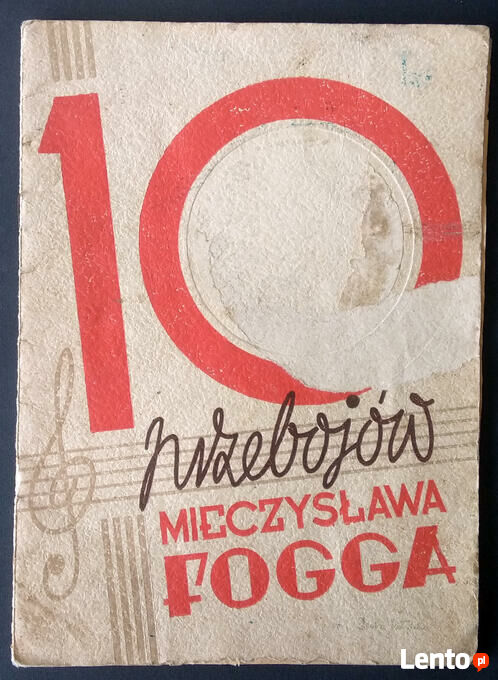 10
przebojów
MIECZYSŁAWA
FOGGA
Lento.pl